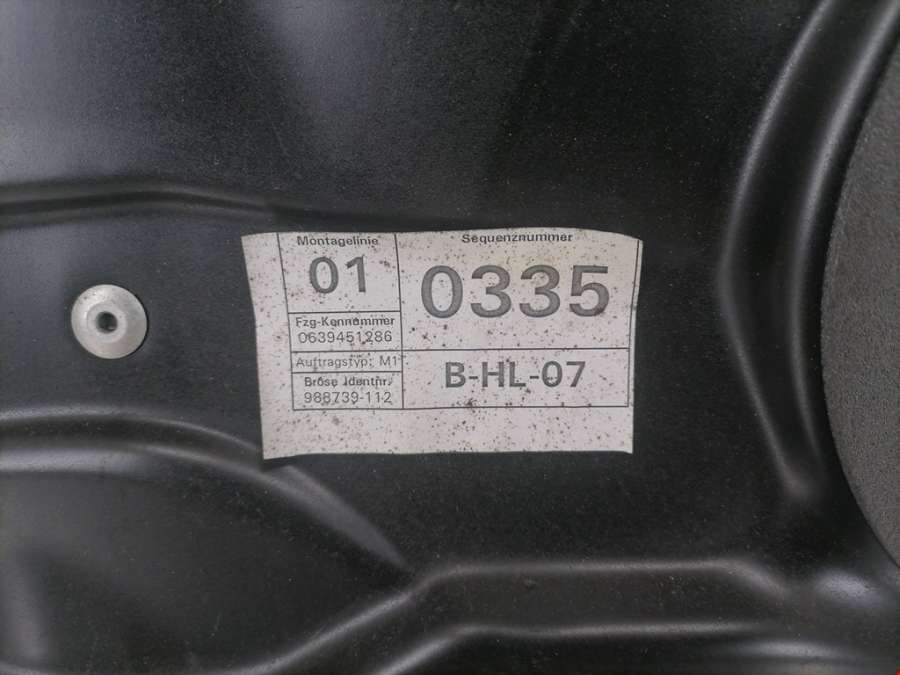 Montagelinie
01
Sequenznummer
0335
Fzg-Kennummer
0639451286
Auftragstyp: M1
Brose Identnr.
988739-112
B-HL-07